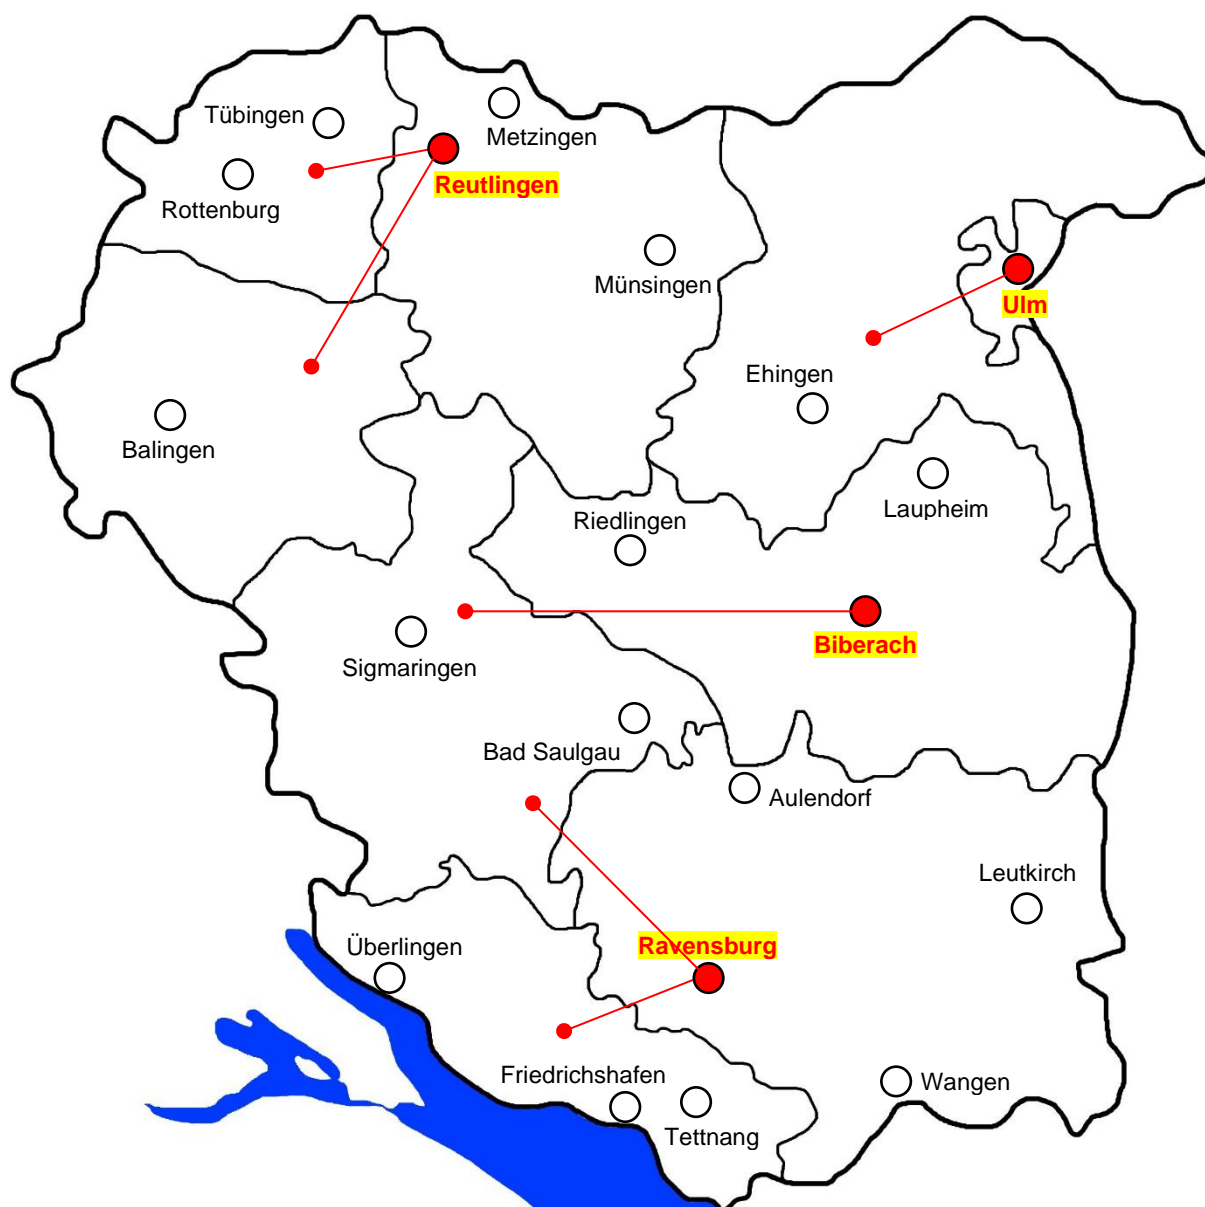 Tübingen
Metzingen
Reutlingen
Rottenburg
Münsingen
Ulm
Ehingen
Balingen
Laupheim
Riedlingen
Biberach
Sigmaringen
Bad Saulgau
Aulendorf
Leutkirch
Überlingen
Ravensburg
Friedrichshafen
Wangen
Tettnang